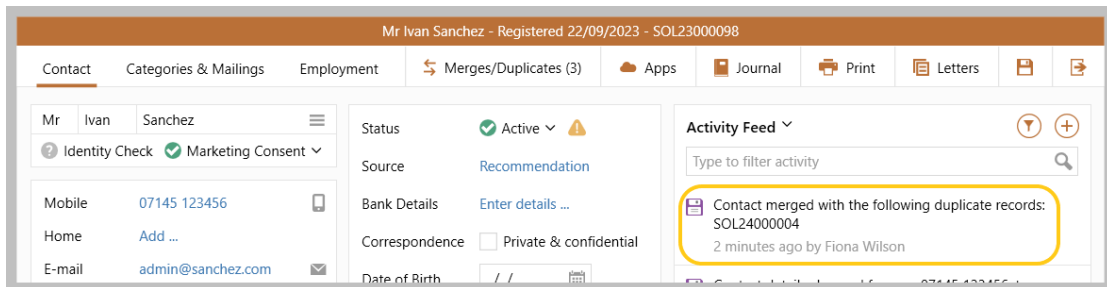 Mr Ivan Sanchez - Registered 22/09/2023 - SOL23000098
Contact Categories & Mailings Employment Merges/Duplicates (3) Apps Journal Print Letters
Mr Ivan Sanchez
Identity Check Marketing Consent
Mobile 07145 123456
Home Add ...
E-mail admin@sanchez.com
Status Active
Source Recommendation
Bank Details Enter details ...
Correspondence Private & confidential
Date of Birth / /
Activity Feed
Type to filter activity
Contact merged with the following duplicate records:
SOL24000004
2 minutes ago by Fiona Wilson